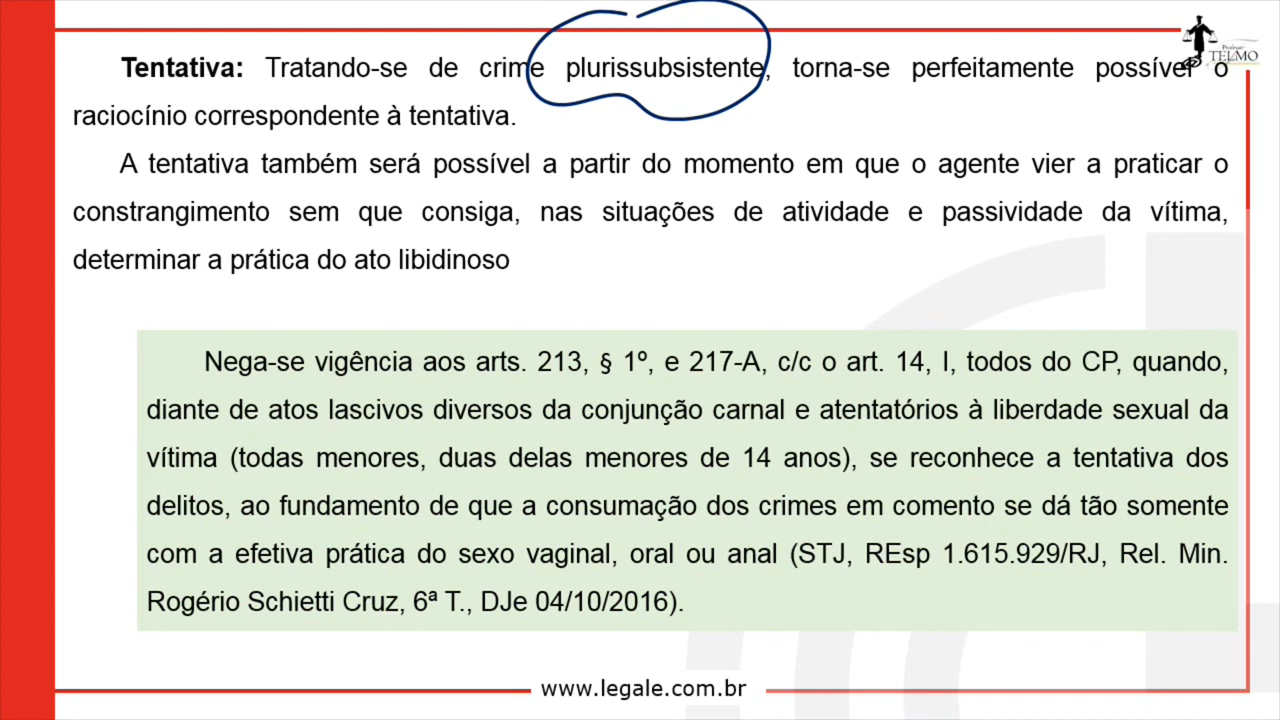 Professor
TELMO
Tentativa: Tratando-se de crime plurissubsistente, torna-se perfeitamente possível o
raciocínio correspondente à tentativa.
A tentativa também será possível a partir do momento em que o agente vier a praticar o
constrangimento sem que consiga, nas situações de atividade e passividade da vítima,
determinar a prática do ato libidinoso
Nega-se vigência aos arts. 213, § 1º, e 217-A, c/c o art. 14, I, todos do CP, quando,
diante de atos lascivos diversos da conjunção carnal e atentatórios à liberdade sexual da
vítima (todas menores, duas delas menores de 14 anos), se reconhece a tentativa dos
delitos, ao fundamento de que a consumação dos crimes em comento se dá tão somente
com a efetiva prática do sexo vaginal, oral ou anal (STJ, REsp 1.615.929/RJ, Rel. Min.
Rogério Schietti Cruz, 6ª T., DJe 04/10/2016).
www.legale.com.br